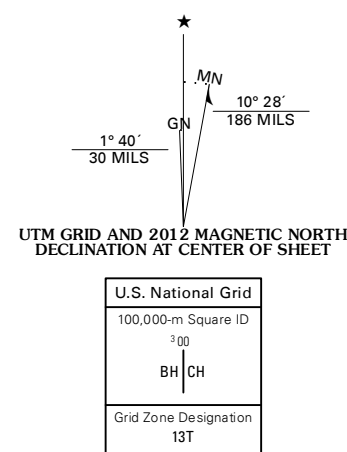 ★
MN
GN
10° 28´
186 MILS
1° 40´
30 MILS
UTM GRID AND 2012 MAGNETIC NORTH
DECLINATION AT CENTER OF SHEET
U.S. National Grid
100,000-m Square ID
³00
BH CH
Grid Zone Designation
13T